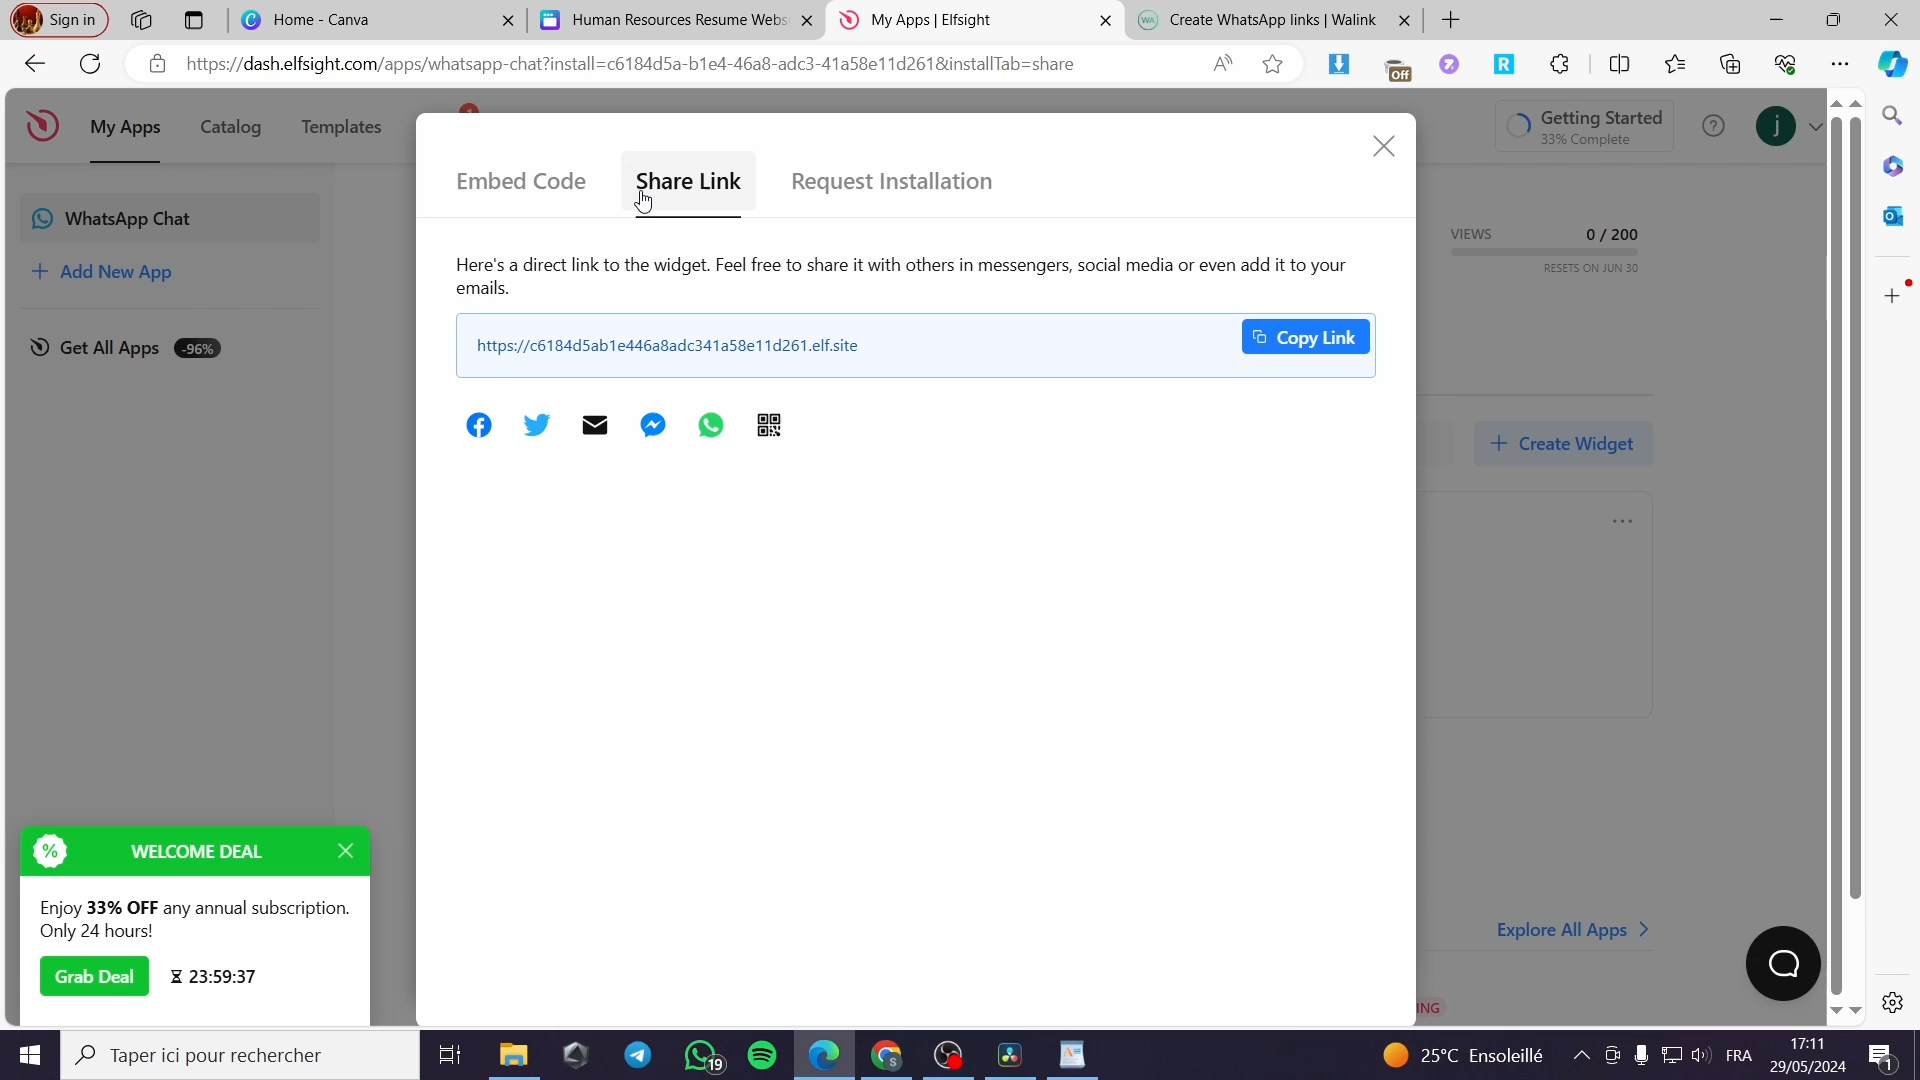 Sign in
Home - Canva
Human Resources Resume Webs
My Apps | Elfsight
WA
Create WhatsApp links | Walink
https://dash.elfsight.com/apps/whatsapp-chat?install=c6184d5a-b1e4-46a8-adc3-41a58e11d261&installTab=share
Off
R
My Apps
Catalog
Templates
1
Getting Started
33% Complete
j
Embed Code
Share Link
Request Installation
WhatsApp Chat
Add New App
Get All Apps
-96%
VIEWS
0 / 200
RESETS ON JUN 30
Here's a direct link to the widget. Feel free to share it with others in messengers, social media or even add it to your
emails.
https://c6184d5ab1e446a8adc341a58e11d261.elf.site
Copy Link
Create Widget
WELCOME DEAL
Enjoy 33% OFF any annual subscription.
Only 24 hours!
Grab Deal
23:59:37
Explore All Apps
ING
Taper ici pour rechercher
19
25°C Ensoleillé
FRA
17:11
29/05/2024
1